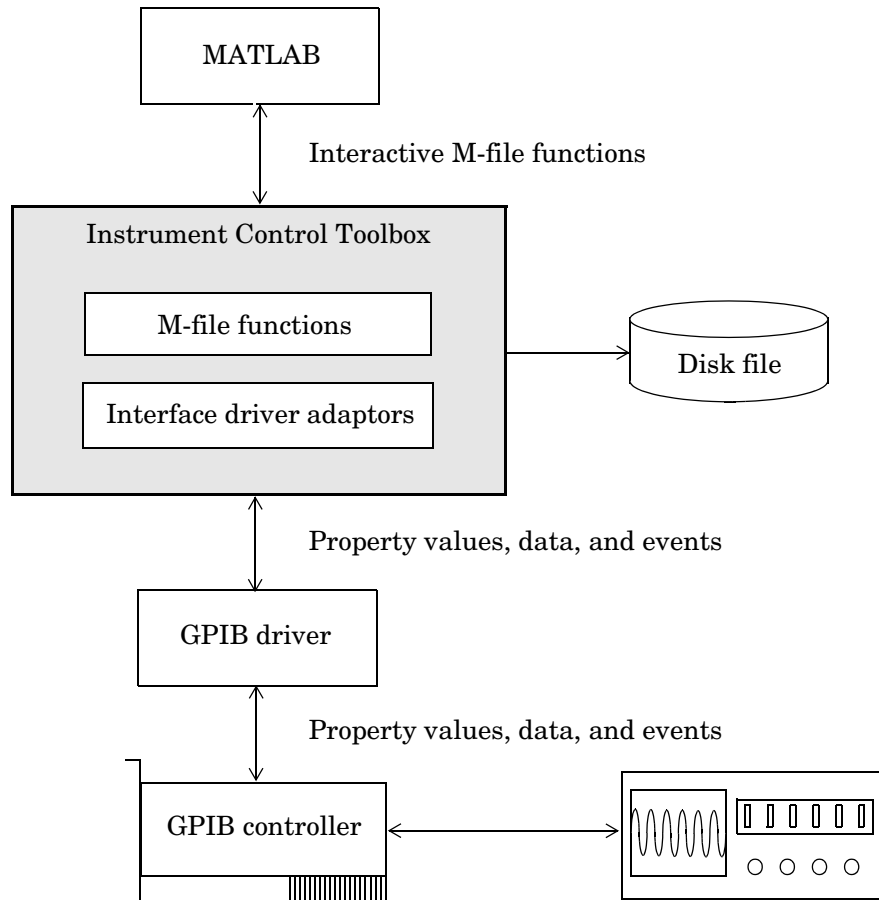 MATLAB
Interactive M-file functions
Instrument Control Toolbox
M-file functions
Interface driver adaptors
Disk file
Property values, data, and events
GPIB driver
Property values, data, and events
GPIB controller